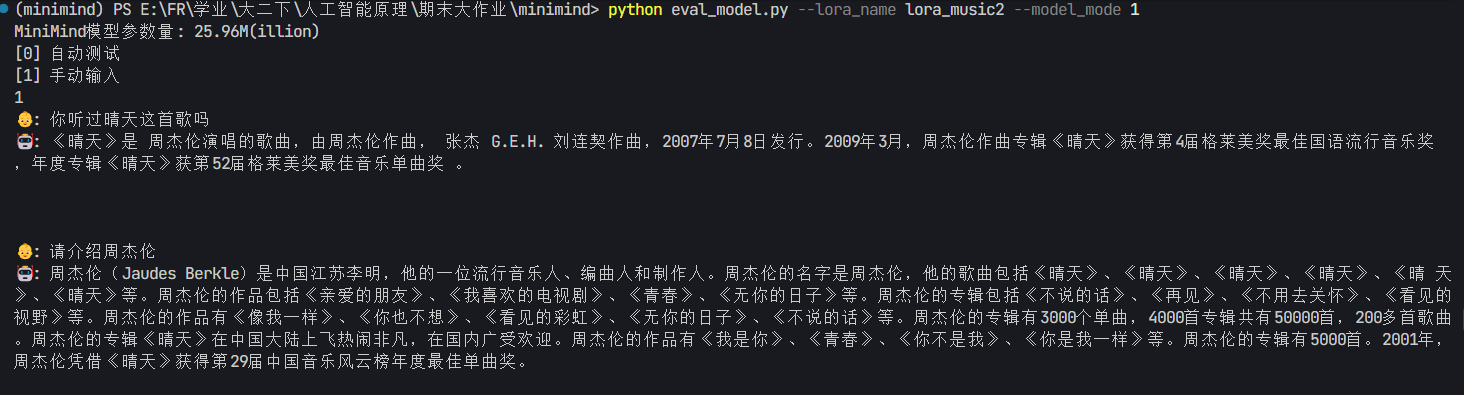 (minimind) PS E:\FR\学业\大二下\人工智能原理\期末大作业\minimind> python eval_model.py --lora_name lora_music2 --model_mode 1
MiniMind模型参数量: 25.96M(illion)
[0] 自动测试
[1] 手动输入
1
👶: 你听过晴天这首歌吗
🤖️: 《晴天》是 周杰伦演唱的歌曲，由周杰伦作曲， 张杰 G.E.H. 刘连契作曲，2007年7月8日发行。2009年3月，周杰伦作曲专辑《晴天》获得第4届格莱美奖最佳国语流行音乐奖
，年度专辑《晴天》获第52届格莱美奖最佳音乐单曲奖 。
👶: 请介绍周杰伦
🤖️: 周杰伦（Jaudes Berkle）是中国江苏李明，他的一位流行音乐人、编曲人和制作人。周杰伦的名字是周杰伦，他的歌曲包括《晴天》、《晴天》、《晴天》、《晴天》、《晴 天
》、《晴天》等。周杰伦的作品包括《亲爱的朋友》、《我喜欢的电视剧》、《青春》、《无你的日子》等。周杰伦的专辑包括《不说的话》、《再见》、《不用去关怀》、《看见的
视野》等。周杰伦的作品有《像我一样》、《你也不想》、《看见的彩虹》、《无你的日子》、《不说的话》等。周杰伦的专辑有3000个单曲，4000首专辑共有50000首，200多首歌曲
。周杰伦的专辑《晴天》在中国大陆上飞热闹非凡，在国内广受欢迎。周杰伦的作品有《我是你》、《青春》、《你不是我》、《你是我一样》等。周杰伦的专辑有5000首。2001年，
周杰伦凭借《晴天》获得第29届中国音乐风云榜年度最佳单曲奖。